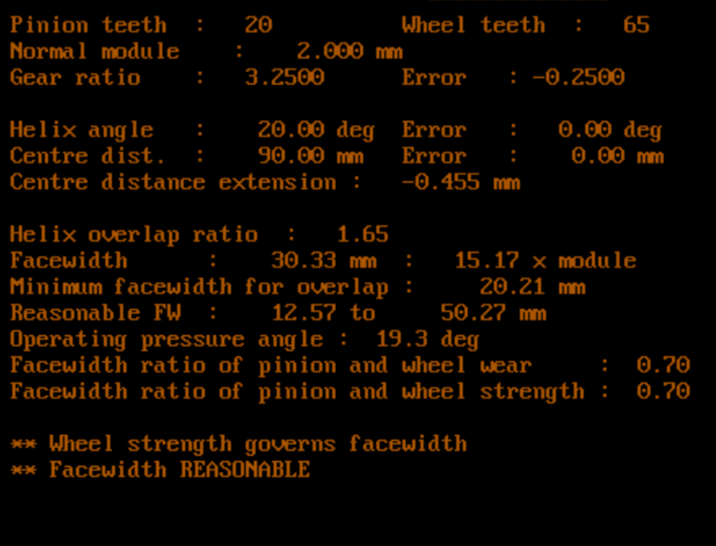 Pinion teeth : 20 Wheel teeth : 65
Normal module : 2.000 mm
Gear ratio : 3.2500 Error : -0.2500
Helix angle : 20.00 deg Error : 0.00 deg
Centre dist. : 90.00 mm Error : 0.00 mm
Centre distance extension : -0.455 mm
Helix overlap ratio : 1.65
Facewidth : 30.33 mm : 15.17 x module
Minimum facewidth for overlap : 20.21 mm
Reasonable FW : 12.57 to 50.27 mm
Operating pressure angle : 19.3 deg
Facewidth ratio of pinion and wheel wear : 0.70
Facewidth ratio of pinion and wheel strength : 0.70
** Wheel strength governs facewidth
** Facewidth REASONABLE